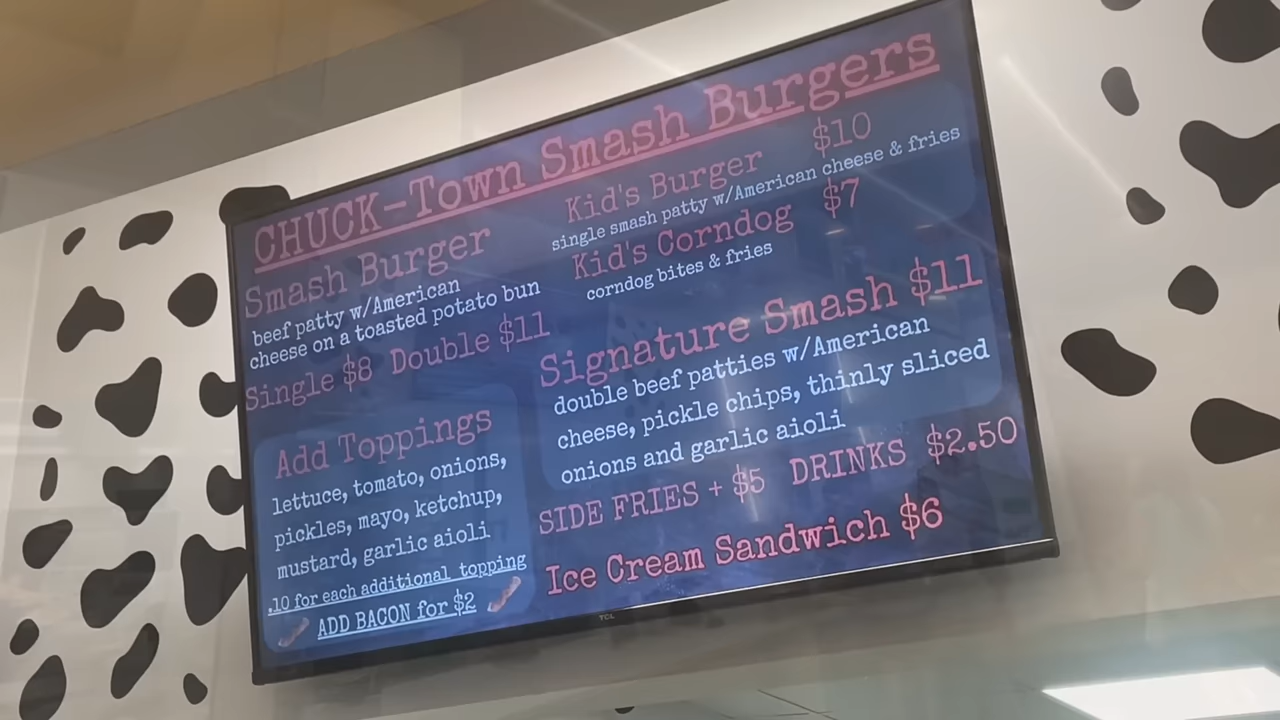 CHUCK-Town Smash Burgers
Smash Burger
beef patty w/American
cheese on a toasted potato bun
Single $8 Double $11
Add Toppings
lettuce, tomato, onions,
pickles, mayo, ketchup,
mustard, garlic aioli
.10 for each additional topping
ADD BACON for $2
Kid's Burger $10
single smash patty w/American cheese & fries
Kid's Corndog $7
corndog bites & fries
Signature Smash $11
double beef patties w/American
cheese, pickle chips, thinly sliced
onions and garlic aioli
SIDE FRIES + $5 DRINKS $2.50
Ice Cream Sandwich $6
TCL